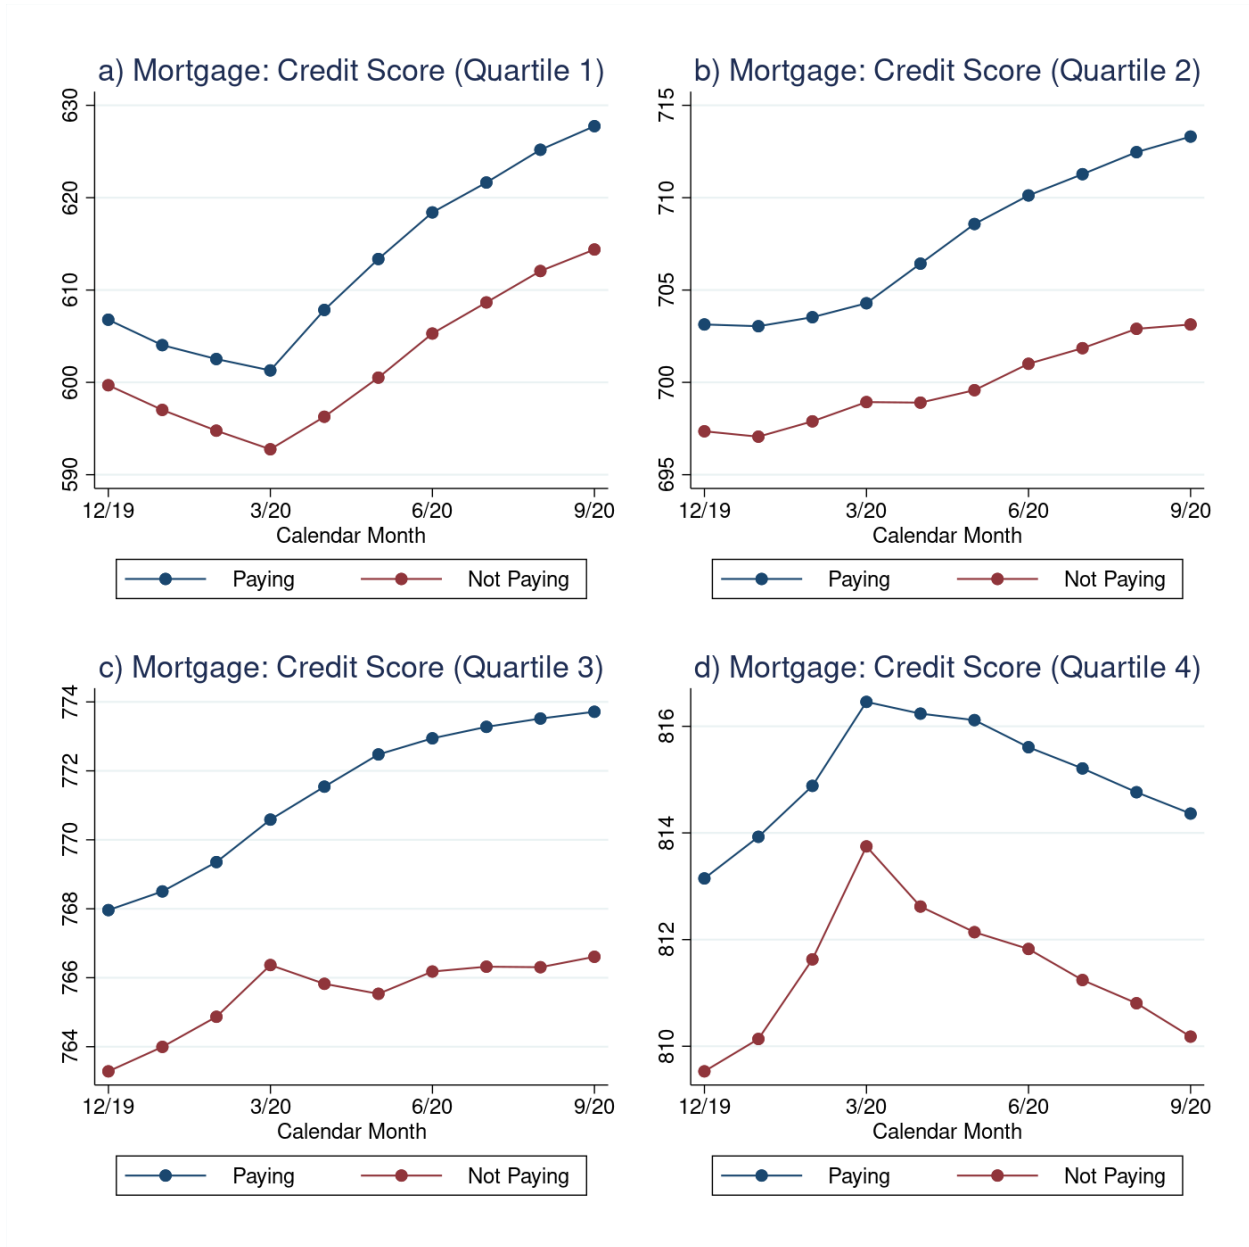 a) Mortgage: Credit Score (Quartile 1)
630
620
610
600
590
12/19 3/20 6/20 9/20
Calendar Month
Paying Not Paying
b) Mortgage: Credit Score (Quartile 2)
715
710
705
700
695
12/19 3/20 6/20 9/20
Calendar Month
Paying Not Paying
c) Mortgage: Credit Score (Quartile 3)
774
772
770
768
766
764
12/19 3/20 6/20 9/20
Calendar Month
Paying Not Paying
d) Mortgage: Credit Score (Quartile 4)
816
814
812
810
12/19 3/20 6/20 9/20
Calendar Month
Paying Not Paying